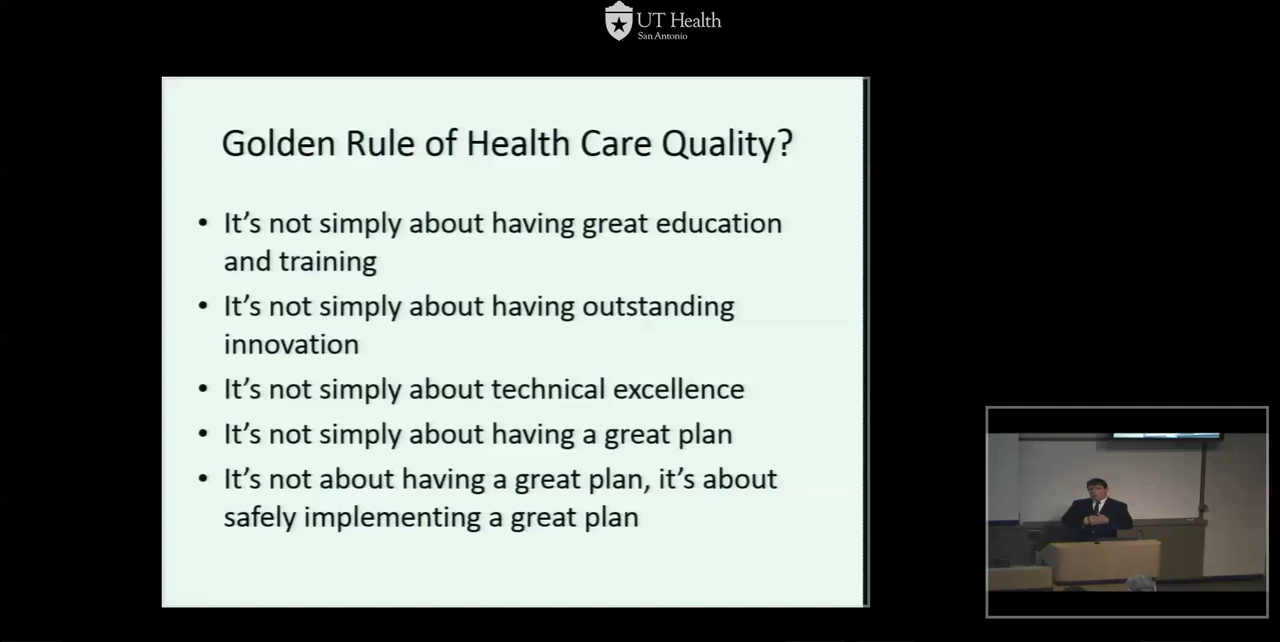 UT Health
San Antonio
Golden Rule of Health Care Quality?
• It’s not simply about having great education
and training
• It’s not simply about having outstanding
innovation
• It’s not simply about technical excellence
• It’s not simply about having a great plan
• It’s not about having a great plan, it’s about
safely implementing a great plan